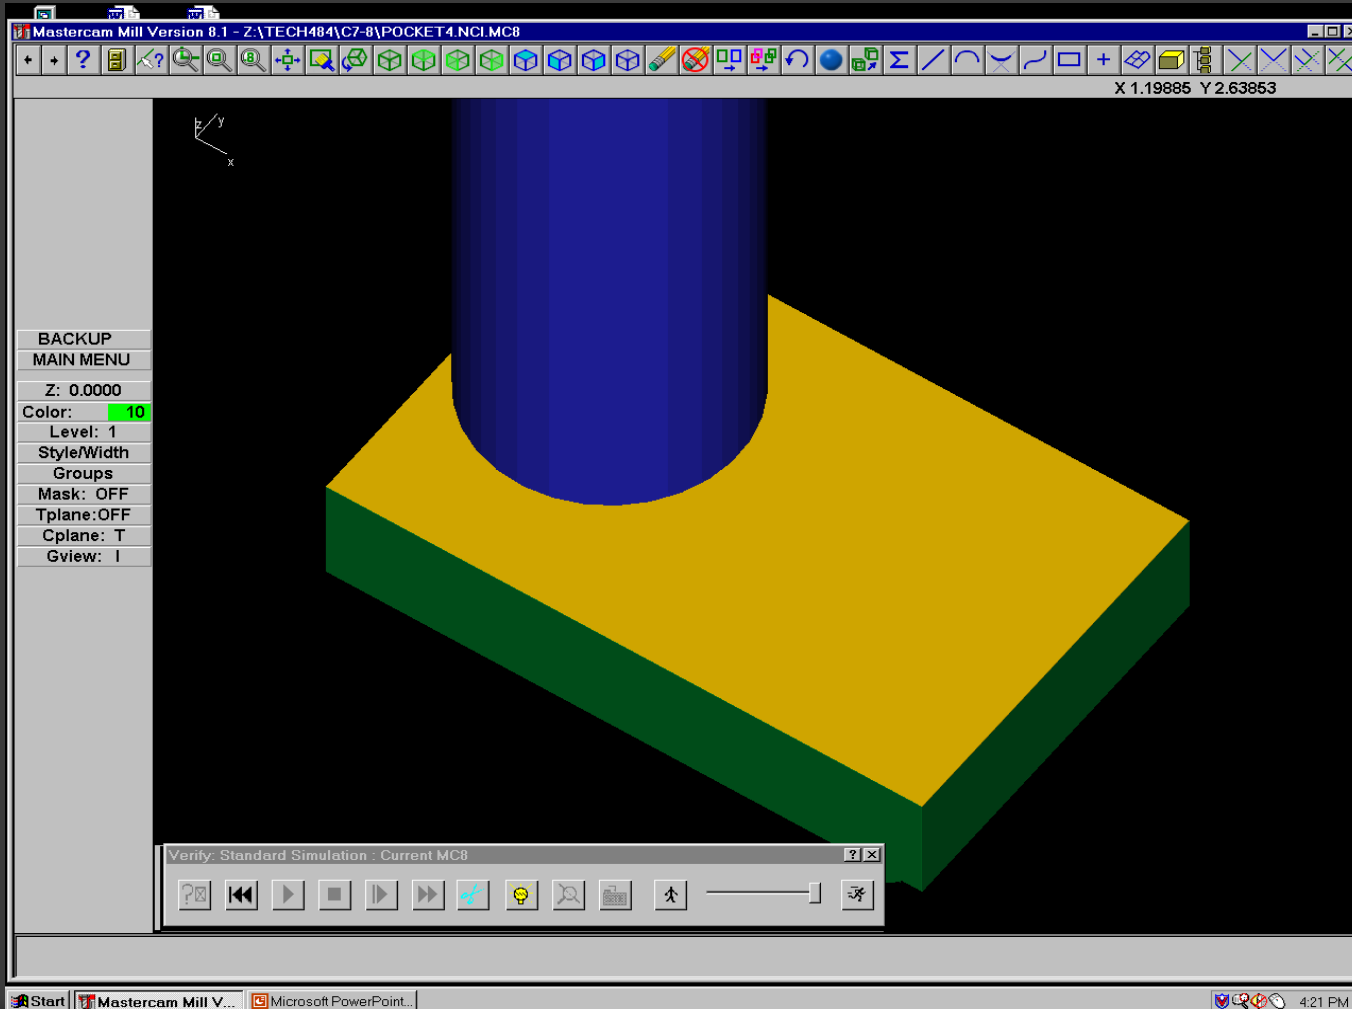 Mastercam Mill Version 8.1 - Z:\TECH484\C7-8\POCKET4.NCI.MC8
X 1.19885 Y 2.63853
z
y
x
BACKUP
MAIN MENU
Z: 0.0000
Color: 10
Level: 1
Style/Width
Groups
Mask: OFF
Tplane:OFF
Cplane: T
Gview: I
Verify: Standard Simulation : Current MC8
Start
Mastercam Mill V...
Microsoft PowerPoint...
4:21 PM